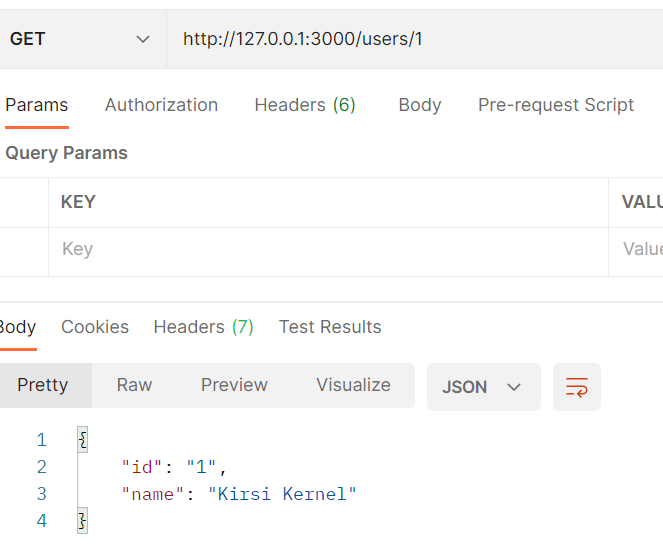 GET http://127.0.0.1:3000/users/1
Params Authorization Headers (6) Body Pre-request Script
Query Params
KEY VALU
Key Value
Body Cookies Headers (7) Test Results
Pretty Raw Preview Visualize JSON
1 {
2 "id": "1",
3 "name": "Kirsi Kernel"
4 }